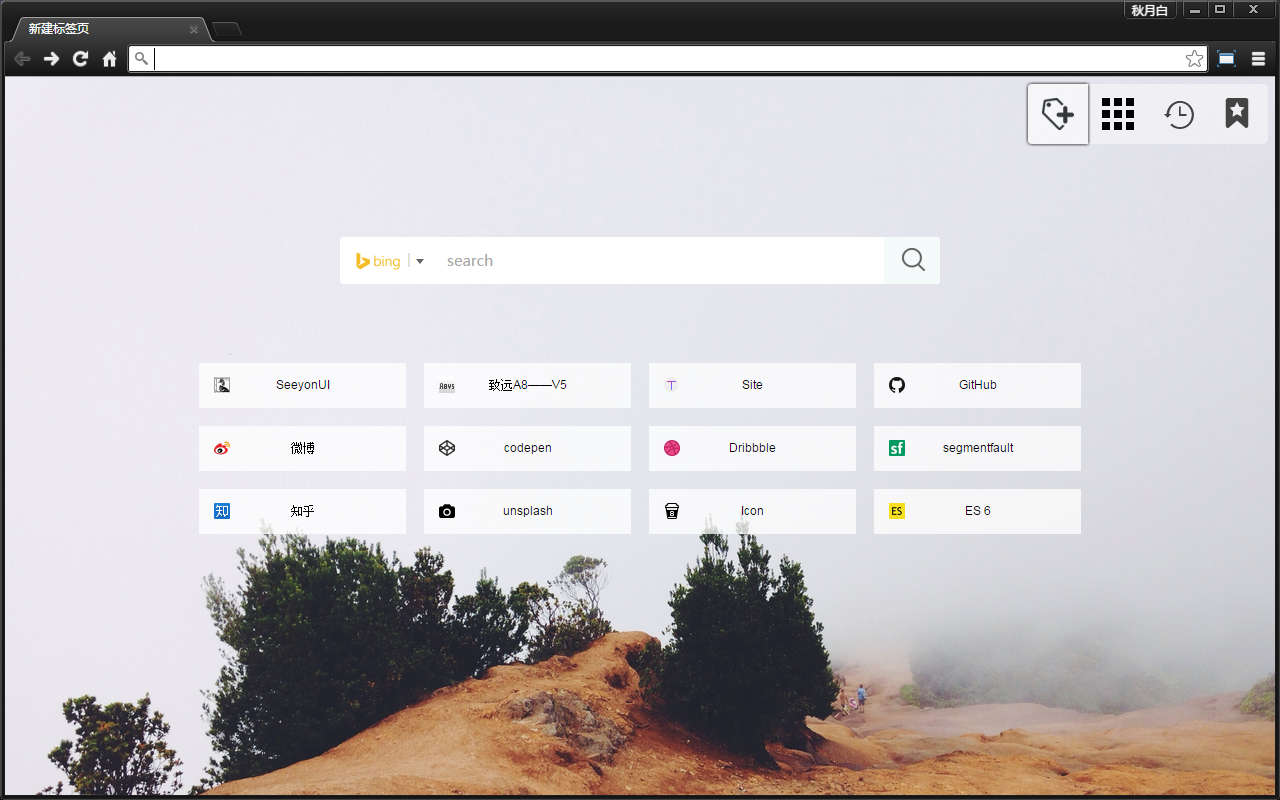 秋月白
新建标签页
bing
search
SeeyonUI
A8V5
致远A8——V5
T
Site
GitHub
微博
codepen
Dribbble
sf
segmentfault
知
知乎
unsplash
Icon
ES
ES 6